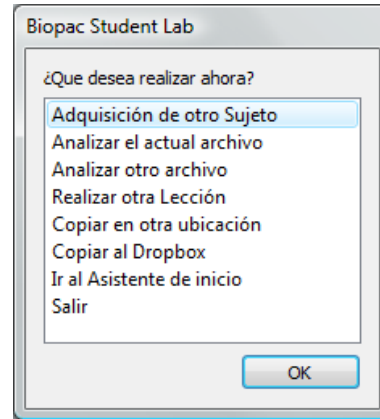 Biopac Student Lab
¿Que desea realizar ahora?
Adquisición de otro Sujeto
Analizar el actual archivo
Analizar otro archivo
Realizar otra Lección
Copiar en otra ubicación
Copiar al Dropbox
Ir al Asistente de inicio
Salir
OK